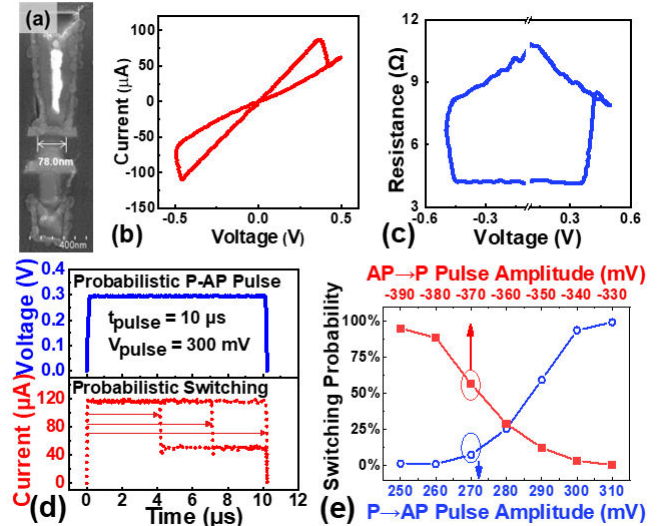 (a)
78.0nm
400nm
(b)
Current (μA)
100
50
0
-50
-100
-150
-0.5
0.0
0.5
Voltage (V)
(c)
Resistance (Ω)
12
9
6
3
-0.6
-0.3
0.3
0.6
Voltage (V)
(d)
Voltage (V)
0.4
0.3
0.2
0.1
0.0
Probabilistic P-AP Pulse
t pulse = 10 μs
V pulse = 300 mV
Current (μA)
120
80
40
0
Probabilistic Switching
0
2
4
6
8
10
12
Time (μs)
(e)
AP→P Pulse Amplitude (mV)
-390 -380 -370 -360 -350 -340 -330
Switching Probability
100%
75%
50%
25%
0%
250 260 270 280 290 300 310
P→AP Pulse Amplitude (mV)